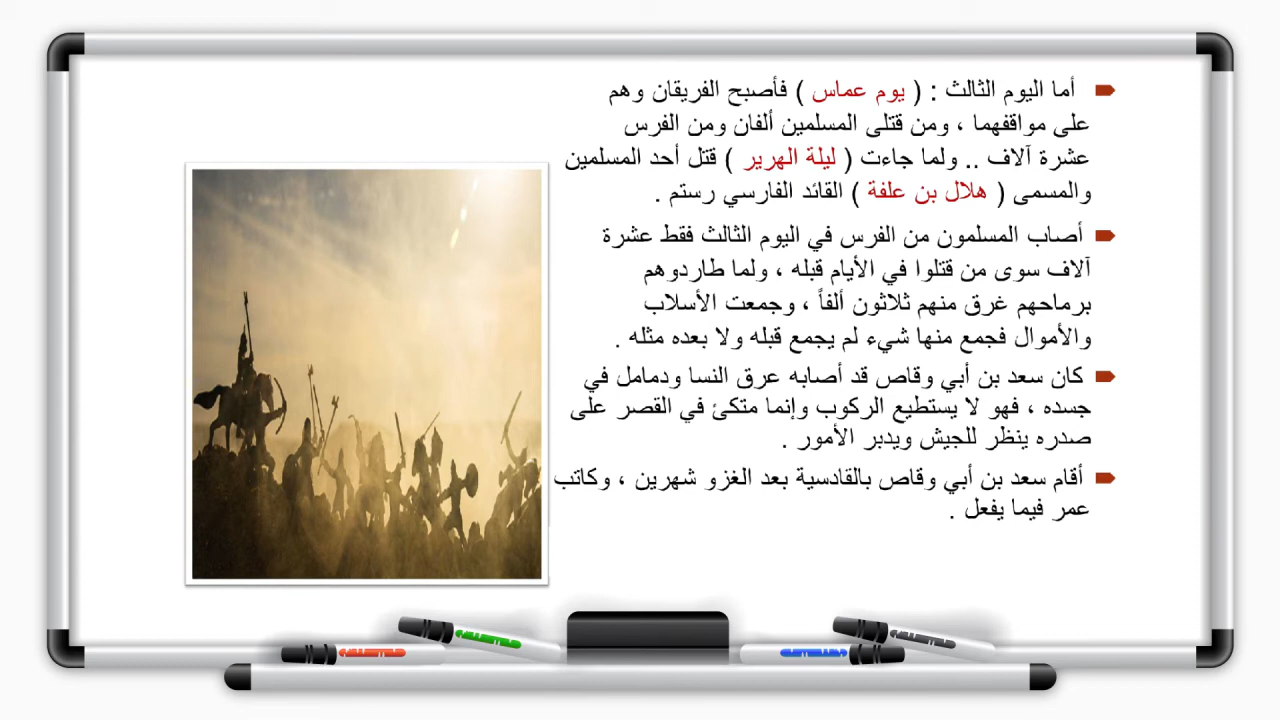 أما اليوم الثالث : ( يوم عماس ) فأصبح الفريقان وهم
على مواقفهما ، ومن قتلى المسلمين ألفان ومن الفرس
عشرة آلاف .. ولما جاءت ( ليلة الهرير ) قتل أحد المسلمين
والمسمى ( هلال بن علفة ) القائد الفارسي رستم .
أصاب المسلمون من الفرس في اليوم الثالث فقط عشرة
آلاف سوى من قتلوا في الأيام قبله ، ولما طاردوهم
برماحهم غرق منهم ثلاثون ألفاً ، وجمعت الأسلاب
والأموال فجمع منها شيء لم يجمع قبله ولا بعده مثله .
كان سعد بن أبي وقاص قد أصابه عرق النسا ودمامل في
جسده ، فهو لا يستطيع الركوب وإنما متكئ في القصر على
صدره ينظر للجيش ويدبر الأمور .
أقام سعد بن أبي وقاص بالقادسية بعد الغزو شهرين ، وكاتب
عمر فيما يفعل .